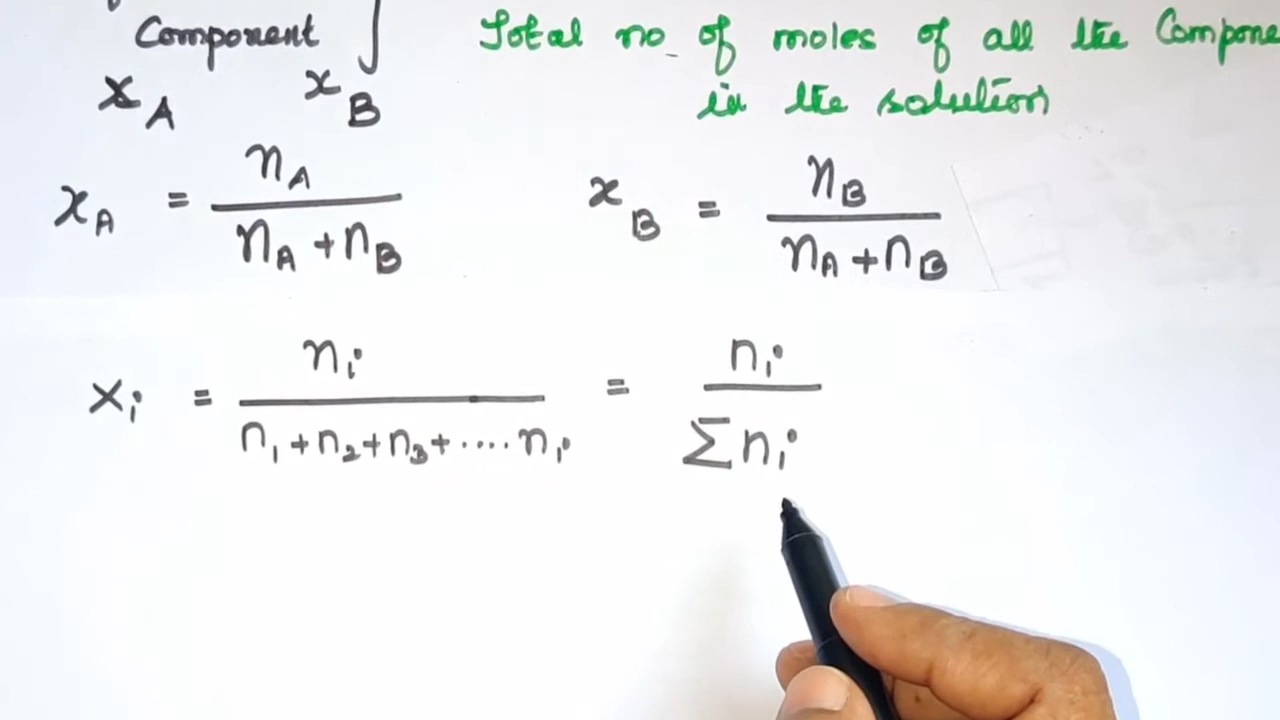 Component
Total no of moles of all the Compone
in the solution
x_A x_B
x_A = n_A / (n_A + n_B)
x_B = n_B / (n_A + n_B)
x_i = n_i / (n_1 + n_2 + n_3 + .... n_i) = n_i / Σ n_i